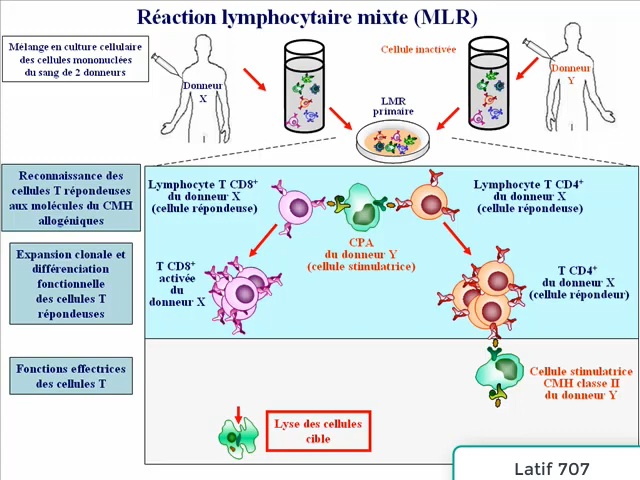 Réaction lymphocytaire mixte (MLR)
Mélange en culture cellulaire
des cellules mononuclées
du sang de 2 donneurs
Cellule inactivée
Donneur
X
Donneur
Y
LMR
primaire
Reconnaissance des
cellules T répondeuses
aux molécules du CMH
allogéniques
Lymphocyte T CD8⁺
du donneur X
(cellule répondeuse)
Lymphocyte T CD4⁺
du donneur X
(cellule répondeuse)
CPA
du donneur Y
(cellule stimulatrice)
Expansion clonale et
différenciation
fonctionnelle
des cellules T
répondeuses
T CD8⁺
activée
du
donneur X
T CD4⁺
du donneur X
(cellule répondeur)
Fonctions effectrices
des cellules T
Cellule stimulatrice
CMH classe II
du donneur Y
Lyse des cellules
cible
Latif 707